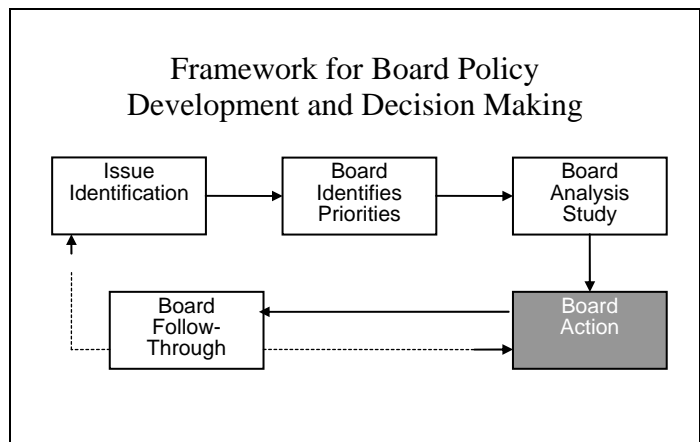 Framework for Board Policy
Development and Decision Making
Issue
Identification
Board
Identifies
Priorities
Board
Analysis
Study
Board
Follow-
Through
Board
Action